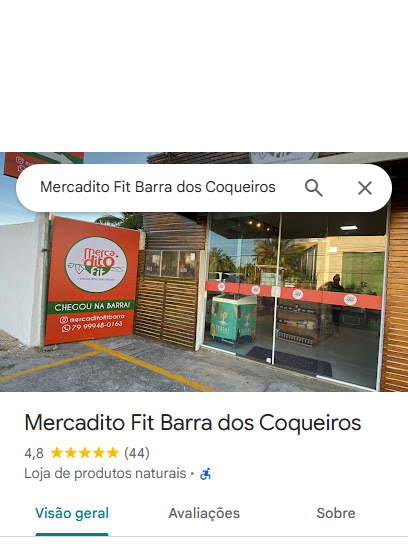 Mercadito Fit Barra dos Coqueiros
Merca
dito
Fit
CHEGOU NA BARRA!
mercaditofitbarra
79 99948-0163
Mercadito Fit Barra dos Coqueiros
4,8 ★★★★★ (44)
Loja de produtos naturais ·
Visão geral
Avaliações
Sobre